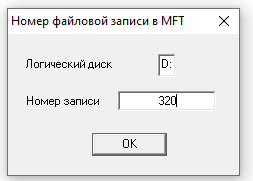 Номер файловой записи в MFT
Логический диск D:
Номер записи 320
OK